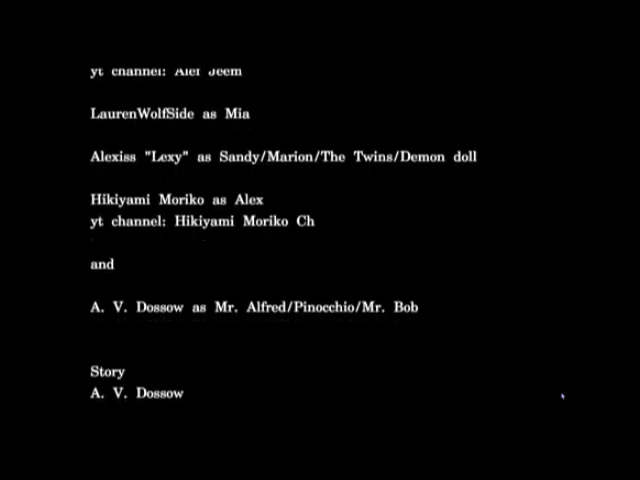 yt channel: Alef Jeem
LaurenWolfSide as Mia
Alexiss "Lexy" as Sandy/Marion/The Twins/Demon doll
Hikiyami Moriko as Alex
yt channel: Hikiyami Moriko Ch
and
A. V. Dossow as Mr. Alfred/Pinocchio/Mr. Bob
Story
A. V. Dossow